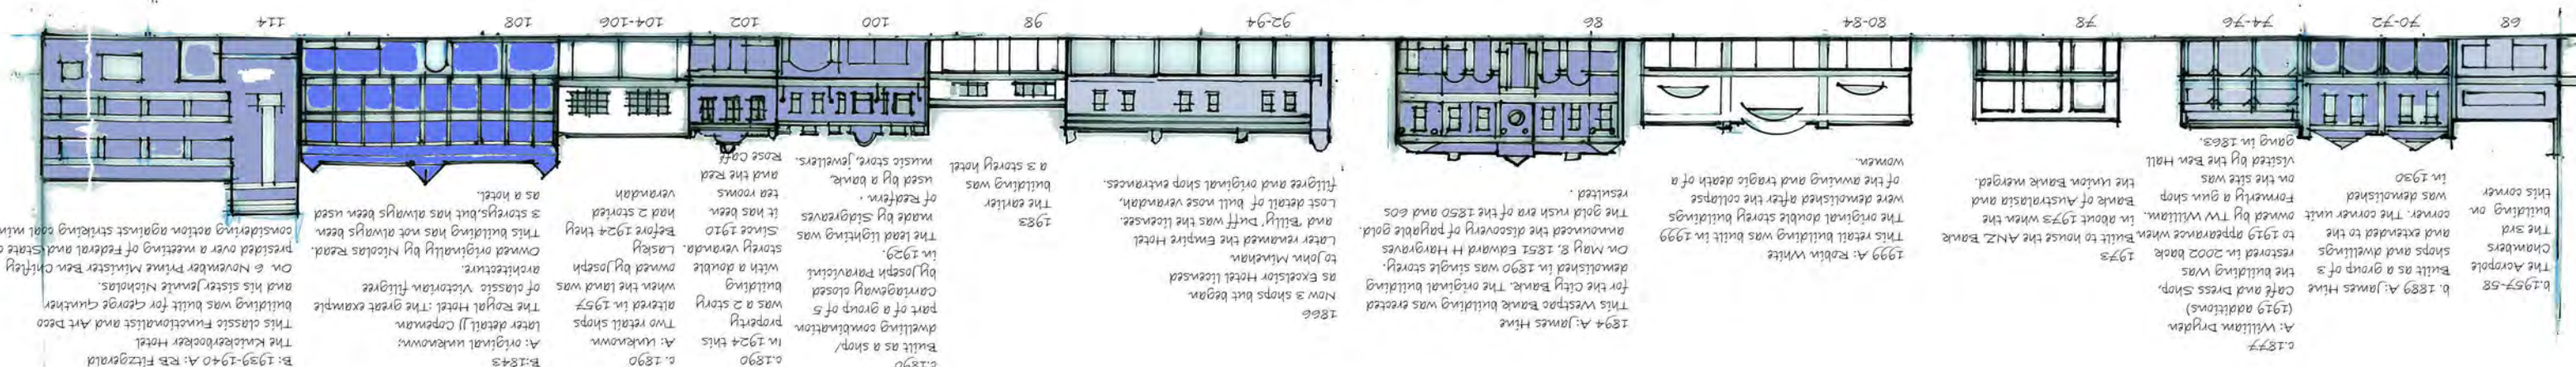 b.1957-58
The Acropole
Chambers
The 3rd
building on
this corner
b. 1889 A: James Hine
Built as a group of 3
shops and dwellings
and extended to the
corner. The corner unit
was demolished
in 1930
c.1877
A: William Dryden
(1919 additions)
Café and Dress Shop,
the building was
restored in 2002 back
to 1919 appearance when
owned by TW William.
Formerly a gun shop
on the site was
visited by the Ben Hall
gang in 1863.
1973
Built to house the ANZ Bank
in about 1973 when the
Bank of Australasia and
the Union Bank merged.
1999 A: Robin White
This retail building was built in 1999
The original double storey buildings
were demolished after the collapse
of the awning and tragic death of a
women.
1894 A: James Hine
This Westpac Bank building was erected
for the City Bank. The original building
demolished in 1890 was single storey.
On May 8, 1851 Edward H Hargraves
announced the discovery of payable gold.
The gold rush era of the 1850 and 60s
resulted .
1866
Now 3 shops but began
as Excelsior Hotel licensed
to John Minehan
Later renamed the Empire Hotel
and Billy, Duff was the licensee.
Lost detail of bull nose verandah,
filigree and original shop entrances.
1983
The earlier
building was
a 3 storey hotel
c.1890
Built as a shop/
dwelling combination
part of a group of 5
Carriageway closed
by Joseph Paravicini
in 1929.
The lead lighting was
made by Sidgreaves
of Redfern .
used by a bank,
music store, jewellers.
c.1890
In 1924 this
property
was a 2 story
building
with a double
storey veranda.
Since 1910
it has been
tea rooms
and the Red
Rose Café
c. 1890
A: Unknown
Two retail shops
altered in 1957
when the land was
owned by Joseph
Lasky
Before 1924 they
had 2 storied
verandah
B:1843
A: original unknown;
later detail JJ Copeman
The Royal Hotel :The great example
of classic Victorian filigree
architecture.
Owned originally by Nicolas Read.
This building has not always been
3 storeys, but has always been used
as a hotel.
B: 1939-1940 A: RB Fitzgerald
The Knickerbocker Hotel
This classic Functionalist and Art Deco
building was built for George Gunther
and his sister Jennie Nicholas.
On 6 November Prime Minister Ben Chifley
presided over a meeting of Federal and State
considering action against striking coal min
68
70-72
74-76
78
80-84
86
92-94
98
100
102
104-106
108
114